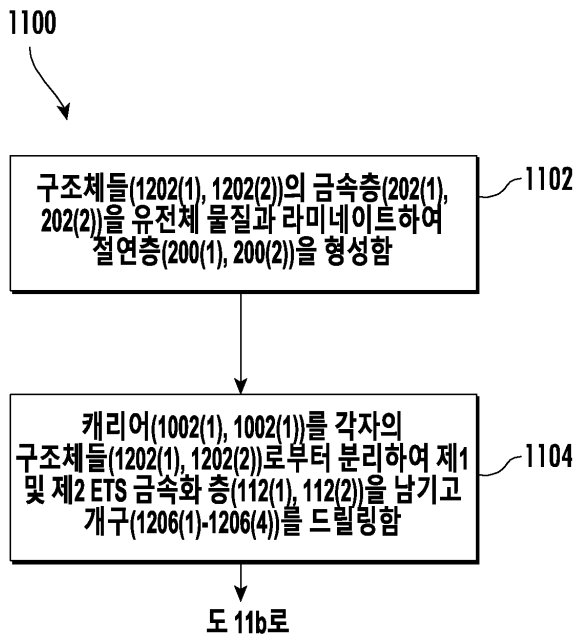 1100
구조체들(1202(1), 1202(2))의 금속층(202(1),
202(2))을 유전체 물질과 라미네이트하여
절연층(200(1), 200(2))을 형성함
1102
캐리어(1002(1), 1002(1))를 각자의
구조체들(1202(1), 1202(2))로부터 분리하여 제1
및 제2 ETS 금속화 층(112(1), 112(2))을 남기고
개구(1206(1)-1206(4))를 드릴링함
1104
도 11b로